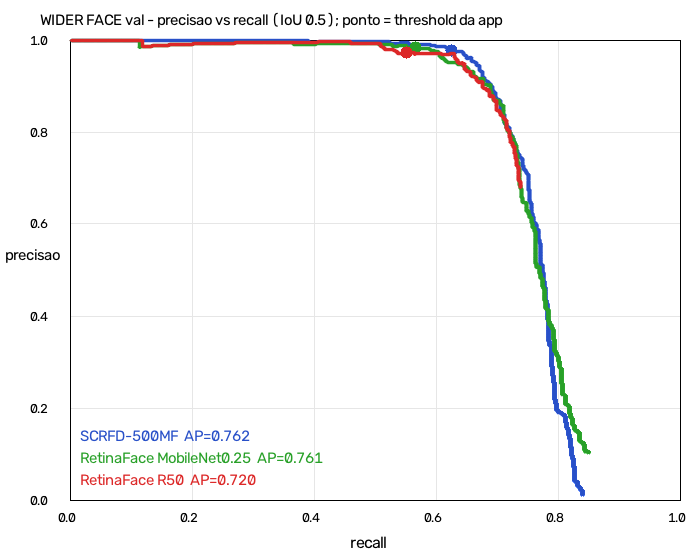 WIDER FACE val - precisao vs recall (IoU 0.5); ponto = threshold da app
1.0
0.8
0.6
precisao
0.4
0.2
SCRFD-500MF AP=0.762
RetinaFace MobileNet0.25 AP=0.761
RetinaFace R50 AP=0.720
0.0
0.0 0.2 0.4 0.6 0.8 1.0
recall